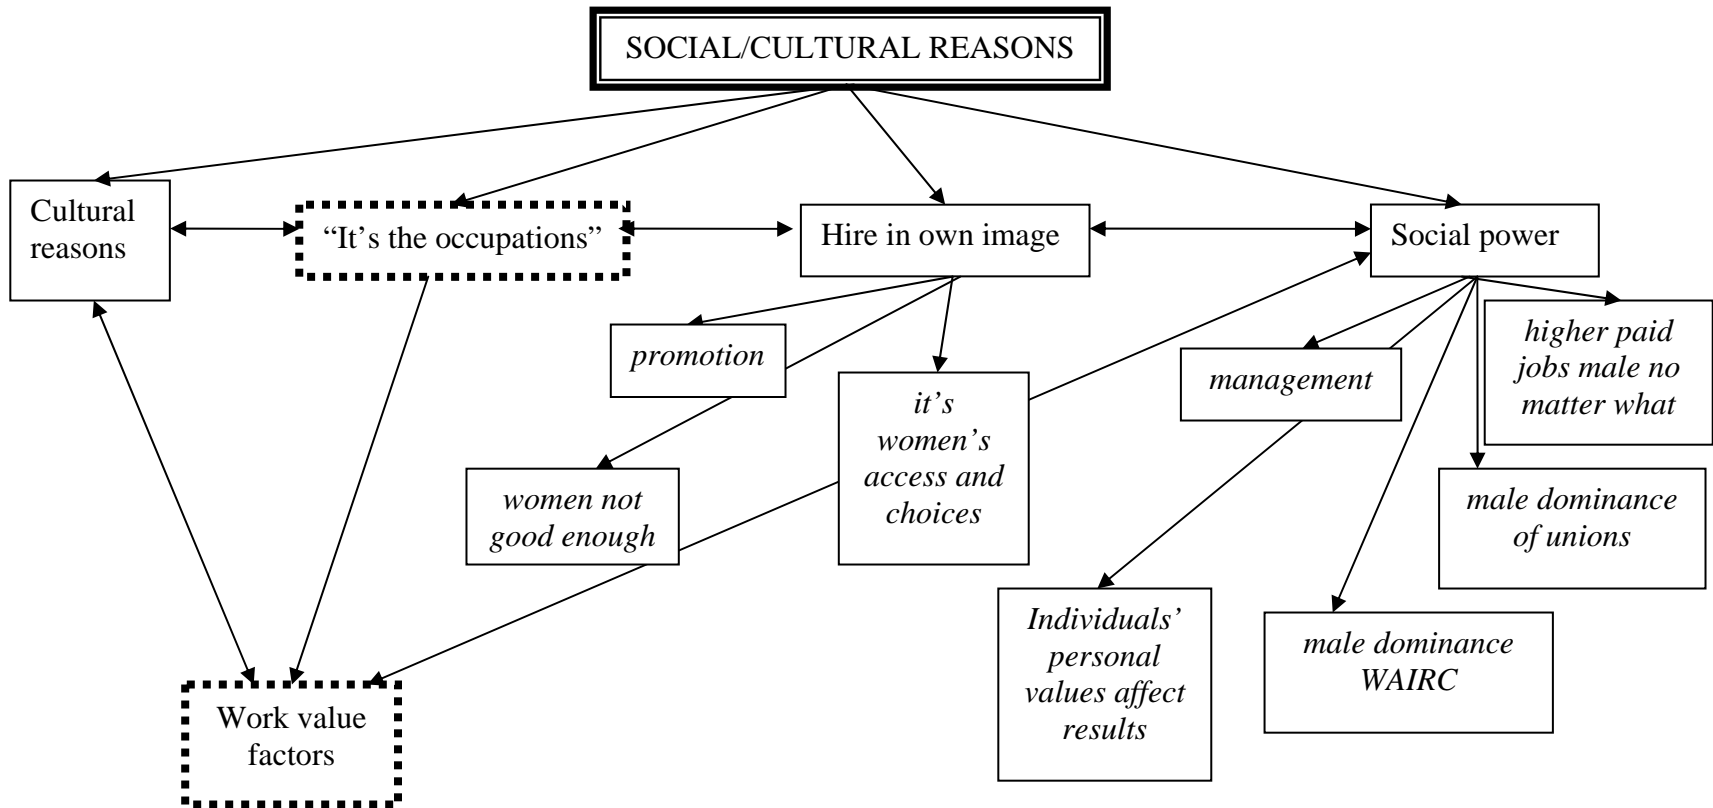 SOCIAL/CULTURAL REASONS
Cultural
reasons
“It’s the occupations”
Hire in own image
Social power
promotion
women not
good enough
it’s
women’s
access and
choices
management
higher paid
jobs male no
matter what
male dominance
of unions
Individuals’
personal
values affect
results
male dominance
WAIRC
Work value
factors